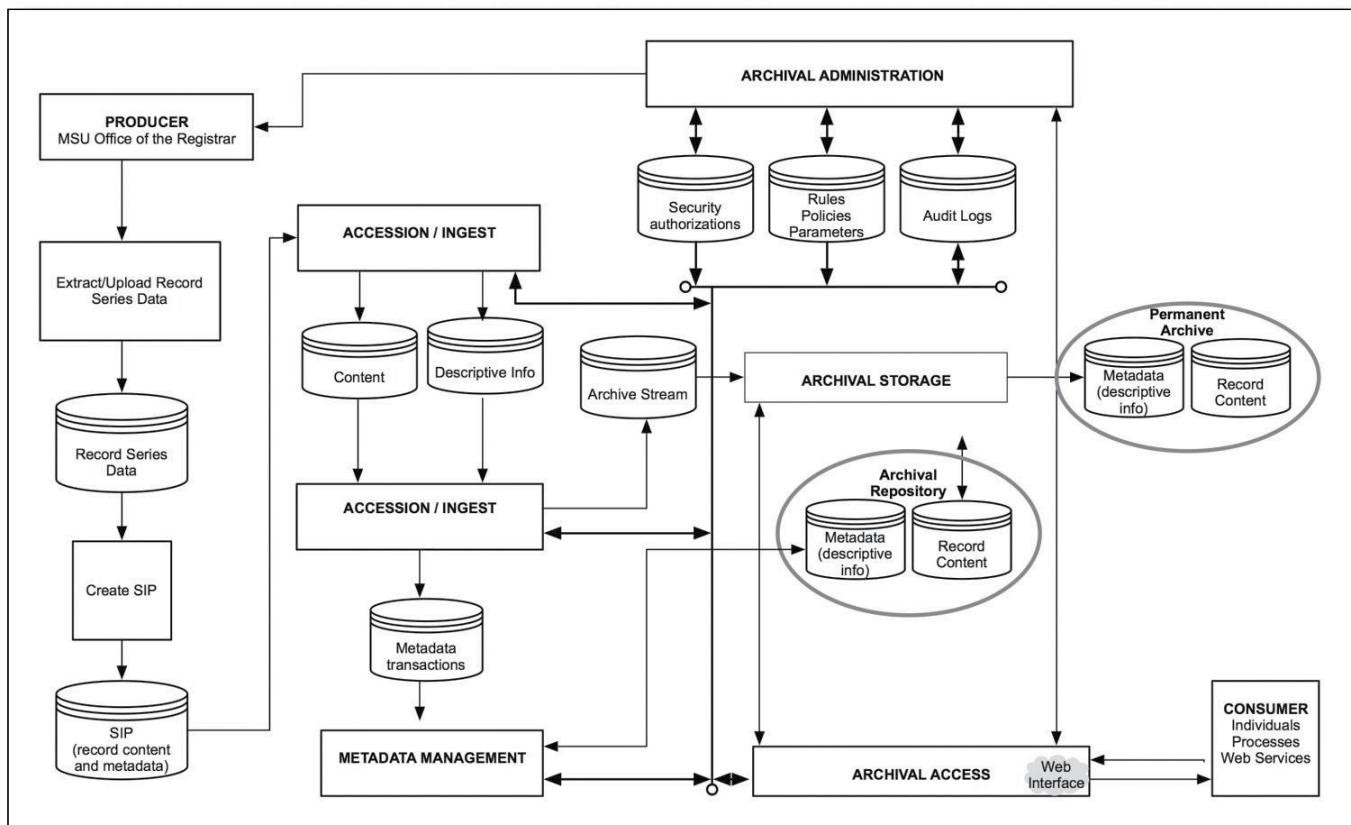 ARCHIVAL ADMINISTRATION
PRODUCER
MSU Office of the Registrar
Security
authorizations
Rules
Policies
Parameters
Audit Logs
ACCESSION / INGEST
Extract/Upload Record
Series Data
Content
Descriptive Info
Archive Stream
ARCHIVAL STORAGE
Permanent
Archive
Metadata
(descriptive
info)
Record
Content
Record Series
Data
ACCESSION / INGEST
Archival
Repository
Metadata
(descriptive
info)
Record
Content
Create SIP
Metadata
transactions
SIP
(record content
and metadata)
METADATA MANAGEMENT
ARCHIVAL ACCESS
Web
Interface
CONSUMER
Individuals
Processes
Web Services